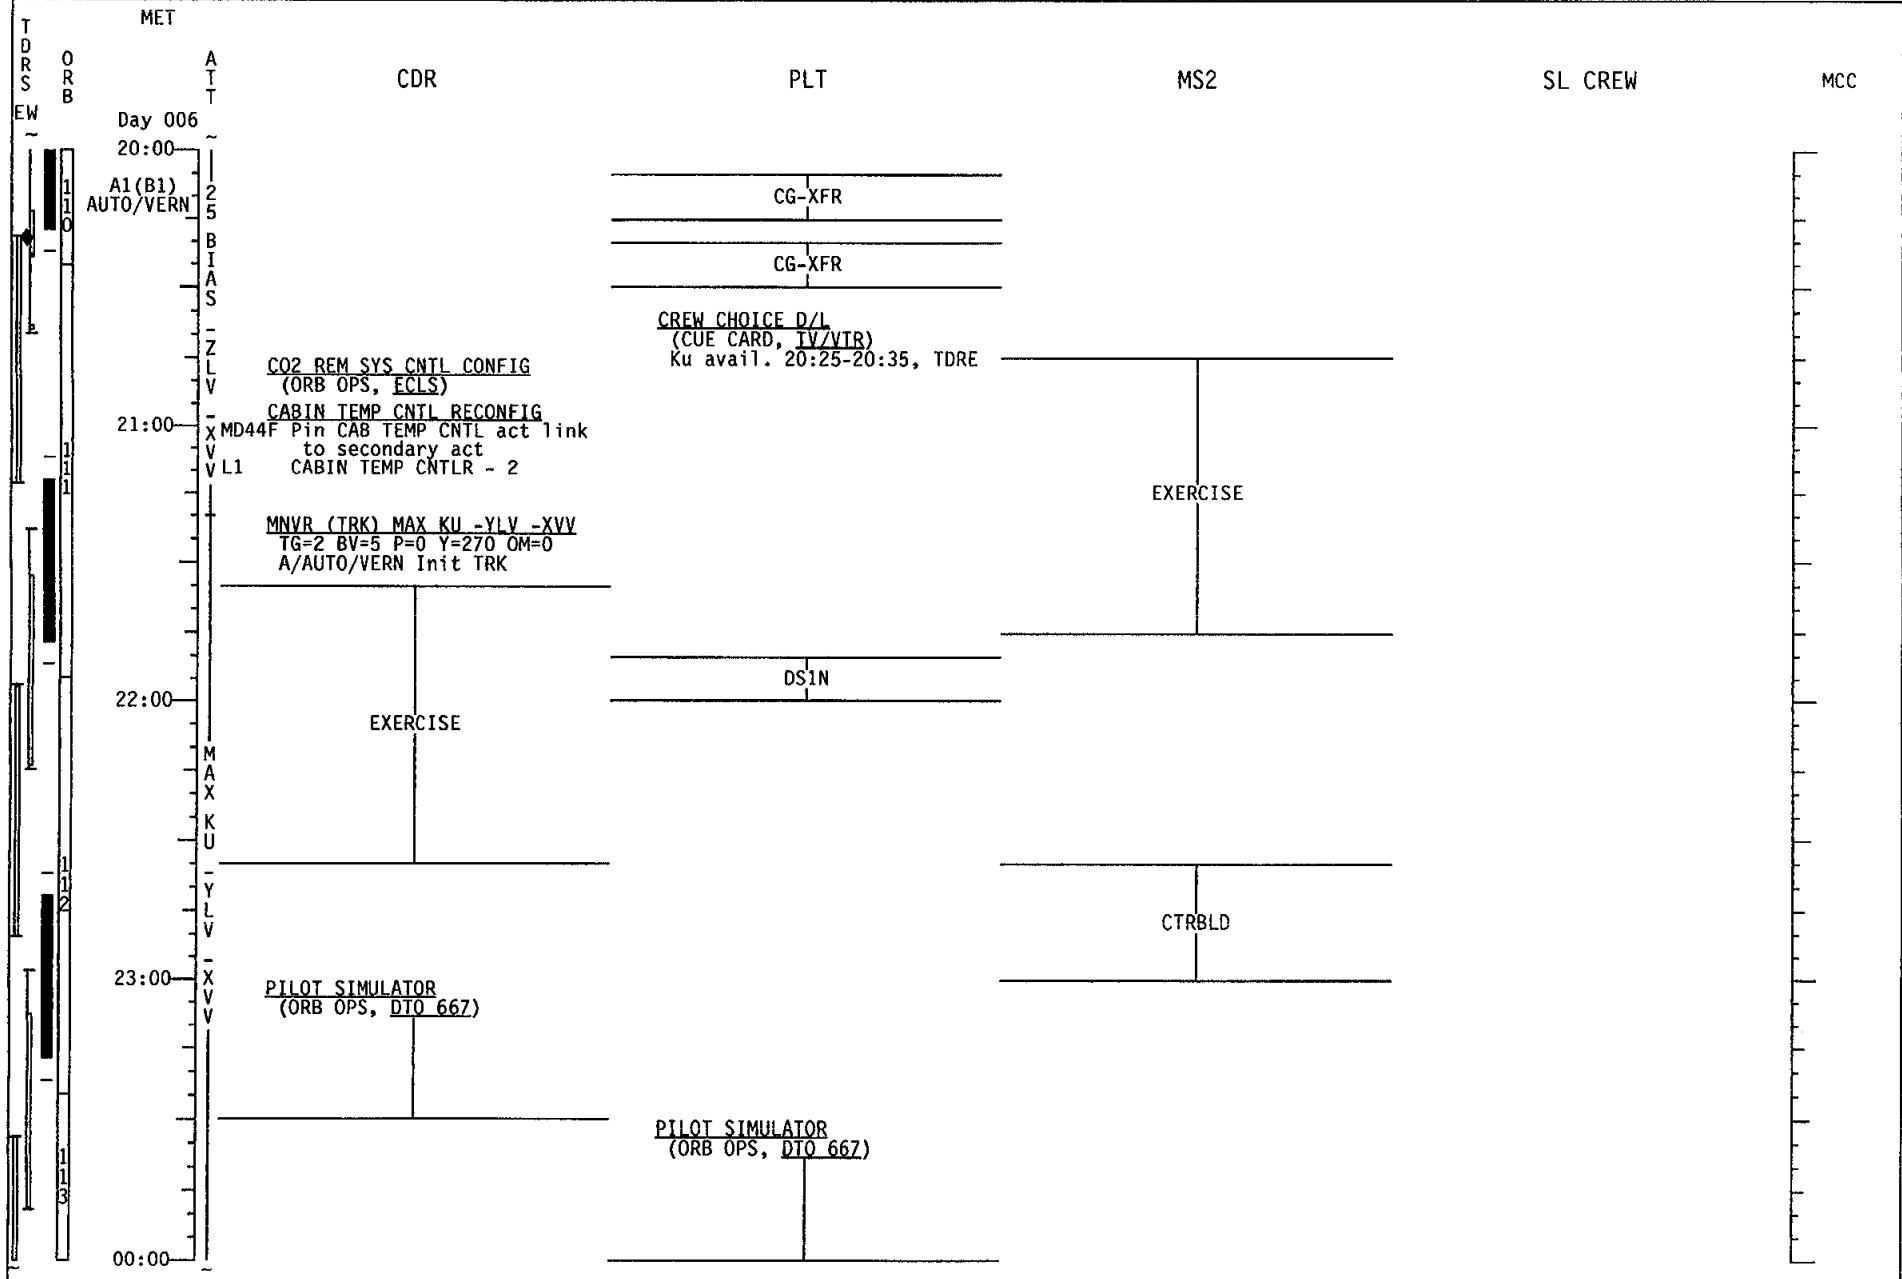 TDRS
MET
ORB
ATT
CDR
PLT
MS2
SL CREW
MCC
EW
Day 006
~
~
20:00
A1(B1)
AUTO/VERN
110
25 BIAS -ZLV -XVV
CG-XFR
CG-XFR
CREW CHOICE D/L
(CUE CARD, TV/VTR)
Ku avail. 20:25-20:35, TDRE
CO2 REM SYS CNTL CONFIG
(ORB OPS, ECLS)
CABIN TEMP CNTL RECONFIG
21:00
MD44F Pin CAB TEMP CNTL act link
to secondary act
L1 CABIN TEMP CNTLR - 2
111
EXERCISE
MNVR (TRK) MAX KU -YLV -XVV
TG=2 BV=5 P=0 Y=270 OM=0
A/AUTO/VERN Init TRK
DS1N
22:00
EXERCISE
MAX KU -YLV -XVV
112
CTRBLD
23:00
PILOT SIMULATOR
(ORB OPS, DTO 667)
PILOT SIMULATOR
(ORB OPS, DTO 667)
113
00:00
~
~